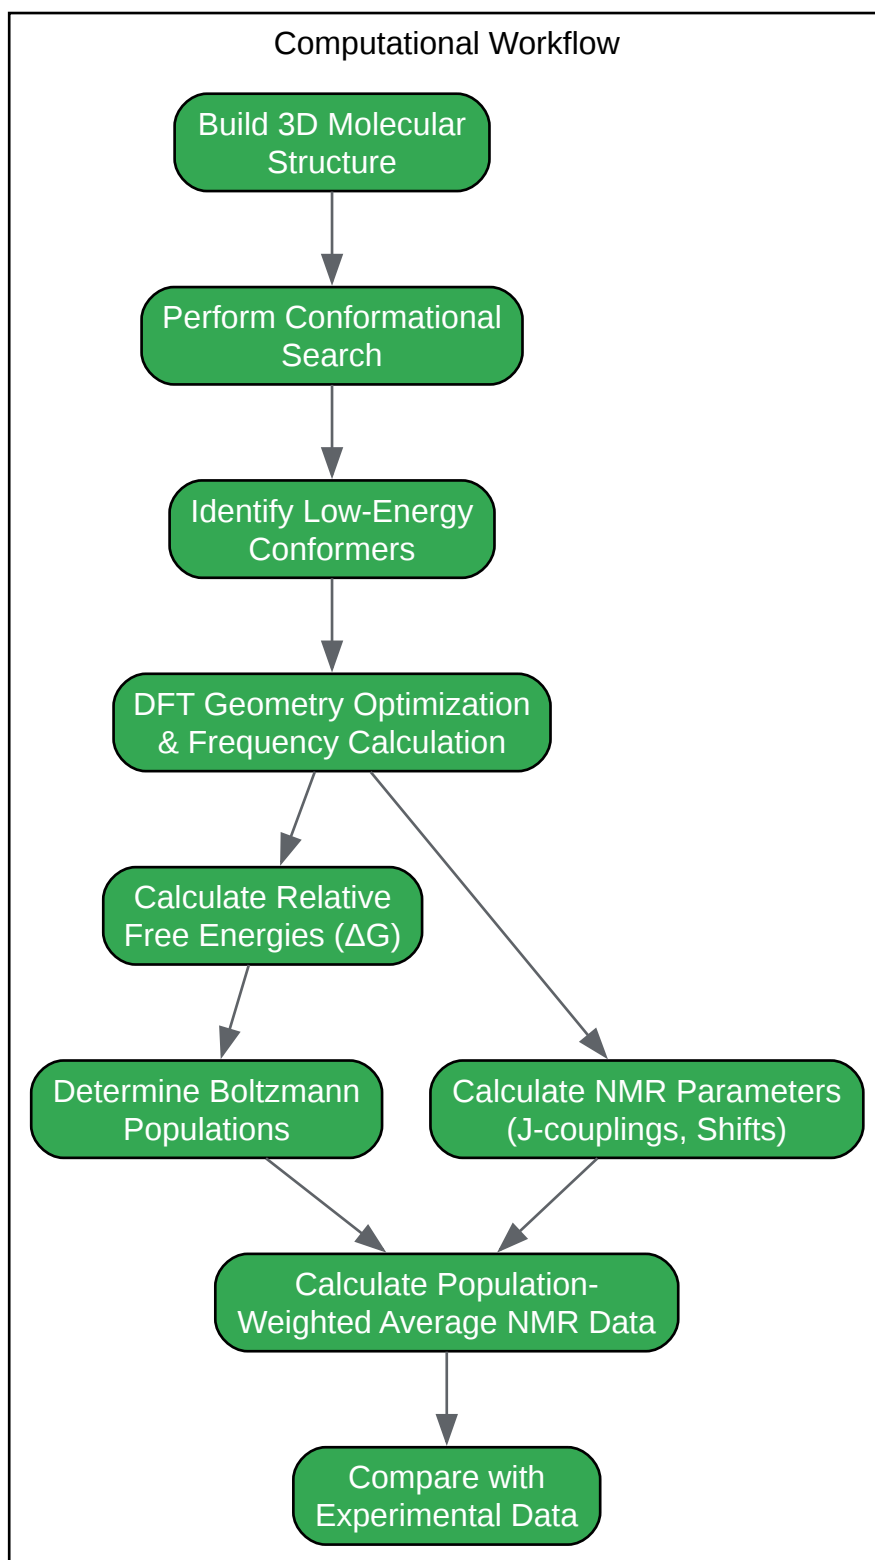 Computational Workflow
Build 3D Molecular
Structure
Perform Conformational
Search
Identify Low-Energy
Conformers
DFT Geometry Optimization
& Frequency Calculation
Calculate Relative
Free Energies (ΔG)
Determine Boltzmann
Populations
Calculate NMR Parameters
(J-couplings, Shifts)
Calculate Population-
Weighted Average NMR Data
Compare with
Experimental Data